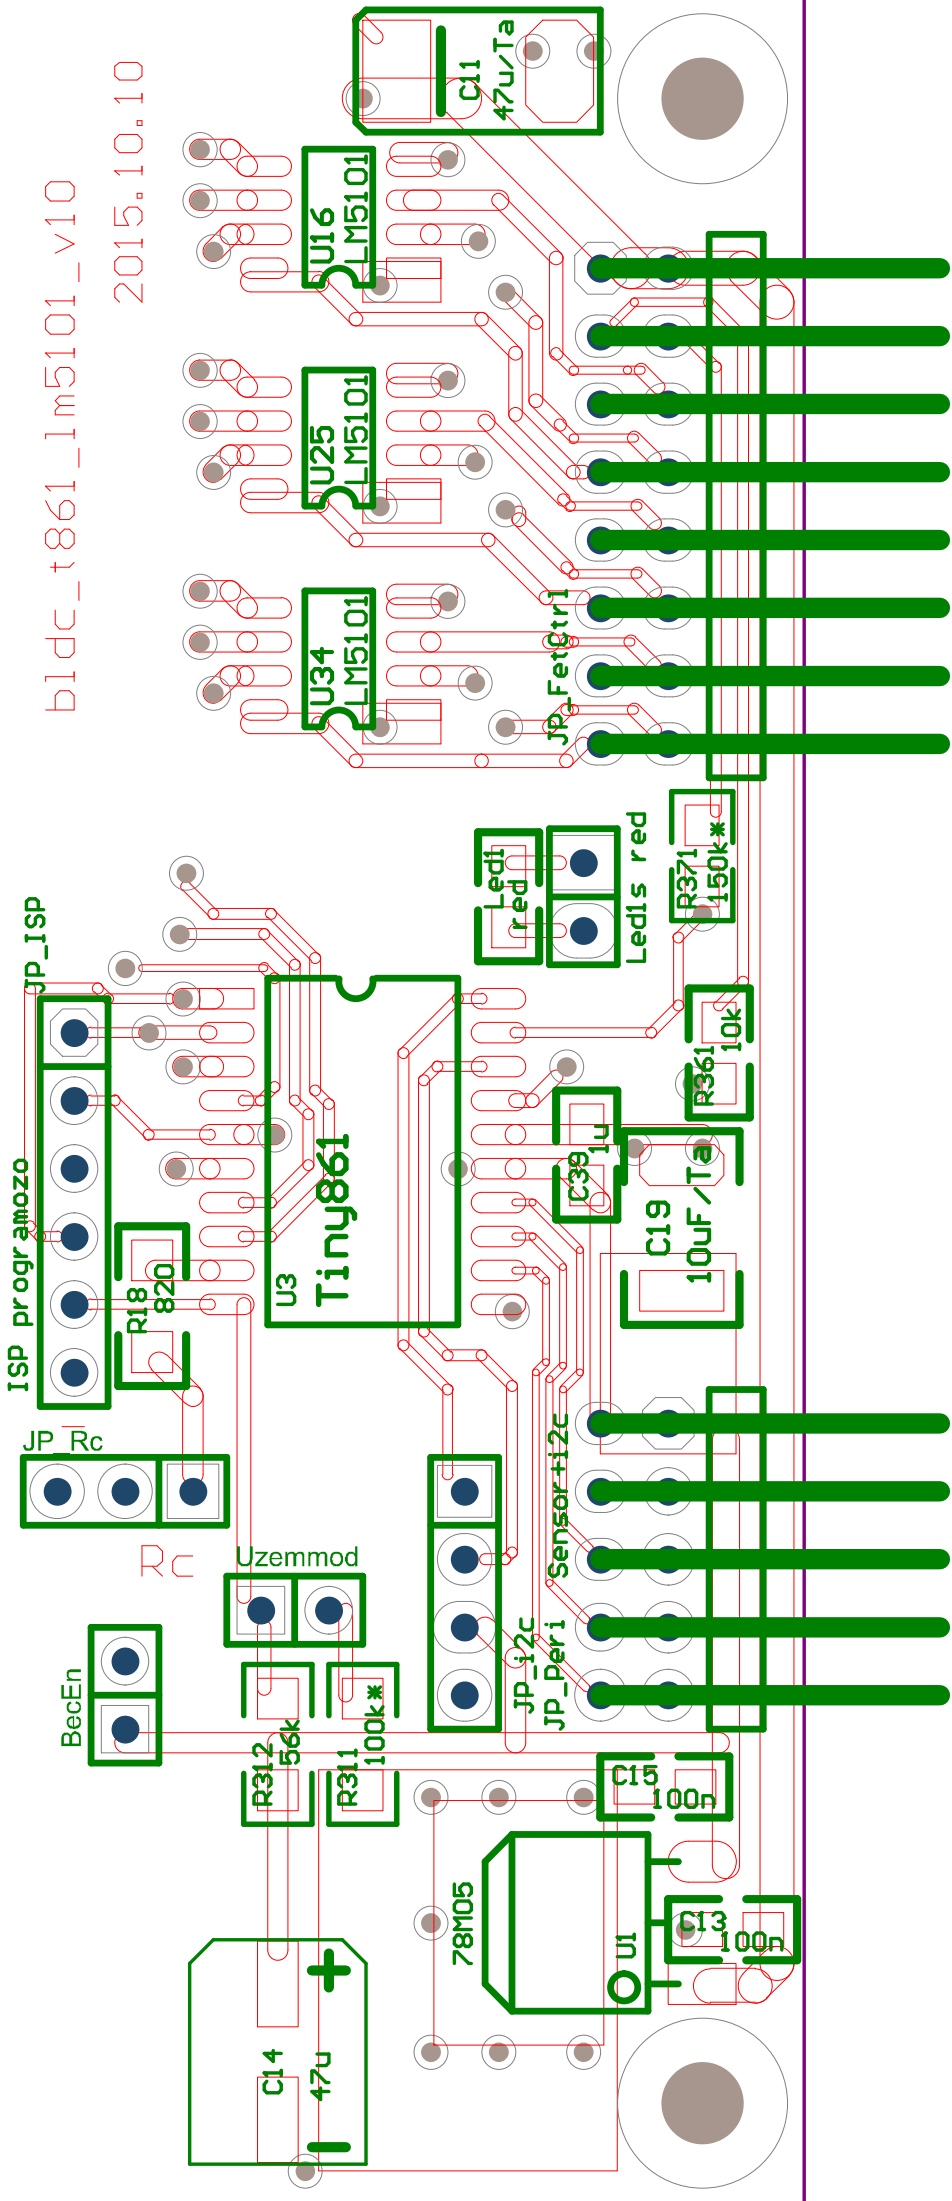 bldc_t861_lm5101_v10
2015.10.10
C11
47u/Ta
U16
LM5101
U25
LM5101
U34
LM5101
JP_FetCtrl
Led1
red
Led1s red
R371
150k*
JP_ISP
ISP programozo
R361
10k
Tiny861
U3
C39
1u
C19
10uF/Ta
R18
820
JP_Rc
Rc
Uzemmod
Sensor+i2c
JP_i2c
JP_Peri
BecEn
R312
56k
R311
100k*
C15
100n
78M05
U1
C13
100n
C14
47u
+
-